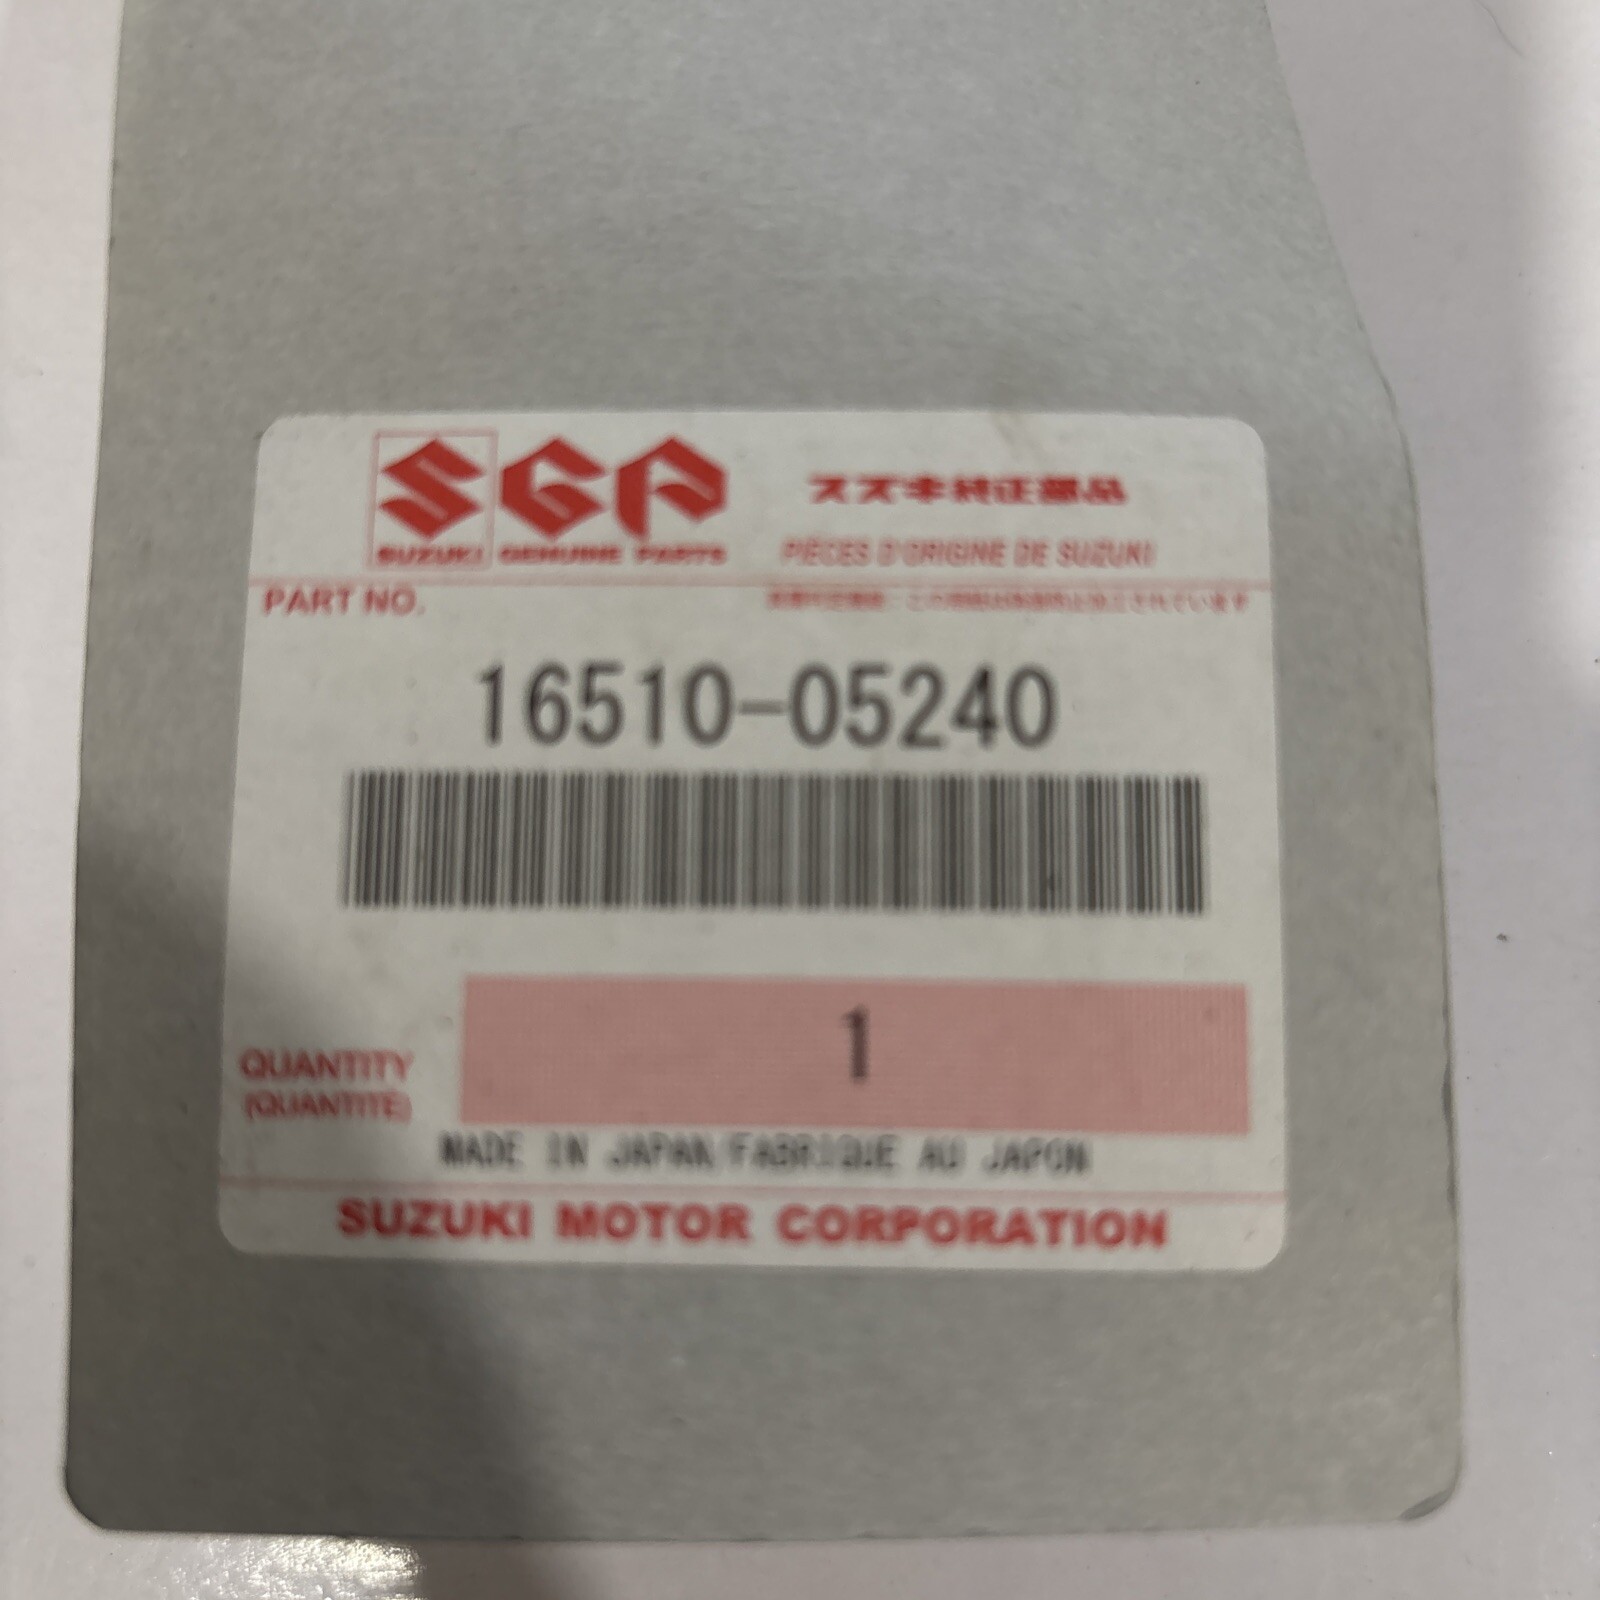 SGP
スズキ純正部品
SUZUKI GENUINE PARTS
PIÈCES D'ORIGINE DE SUZUKI
PART NO.
16510-05240
1
QUANTITY
(QUANTITÉ)
MADE IN JAPAN/FABRIQUE AU JAPON
SUZUKI MOTOR CORPORATION